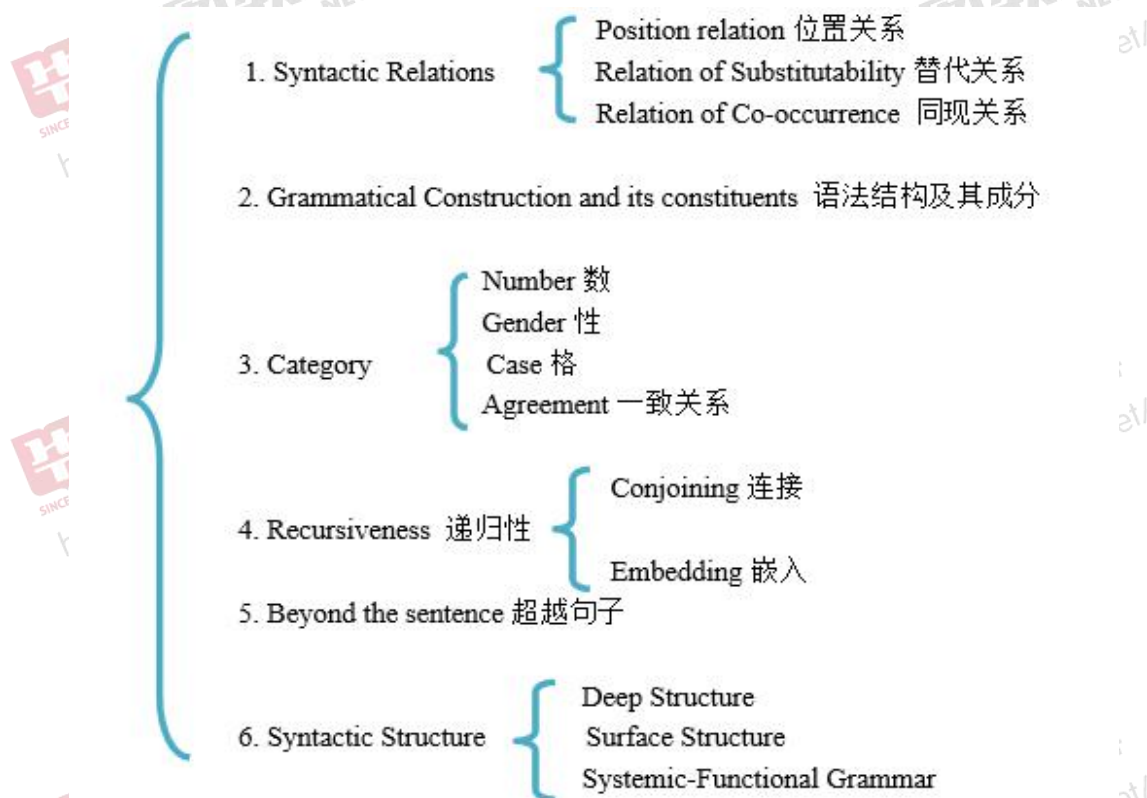 Position relation 位置关系
1. Syntactic Relations
Relation of Substitutability 替代关系
Relation of Co-occurrence 同现关系
2. Grammatical Construction and its constituents 语法结构及其成分
Number 数
Gender 性
3. Category
Case 格
Agreement 一致关系
Conjoining 连接
4. Recursiveness 递归性
Embedding 嵌入
5. Beyond the sentence 超越句子
Deep Structure
6. Syntactic Structure
Surface Structure
Systemic-Functional Grammar
SINCE
SINCE